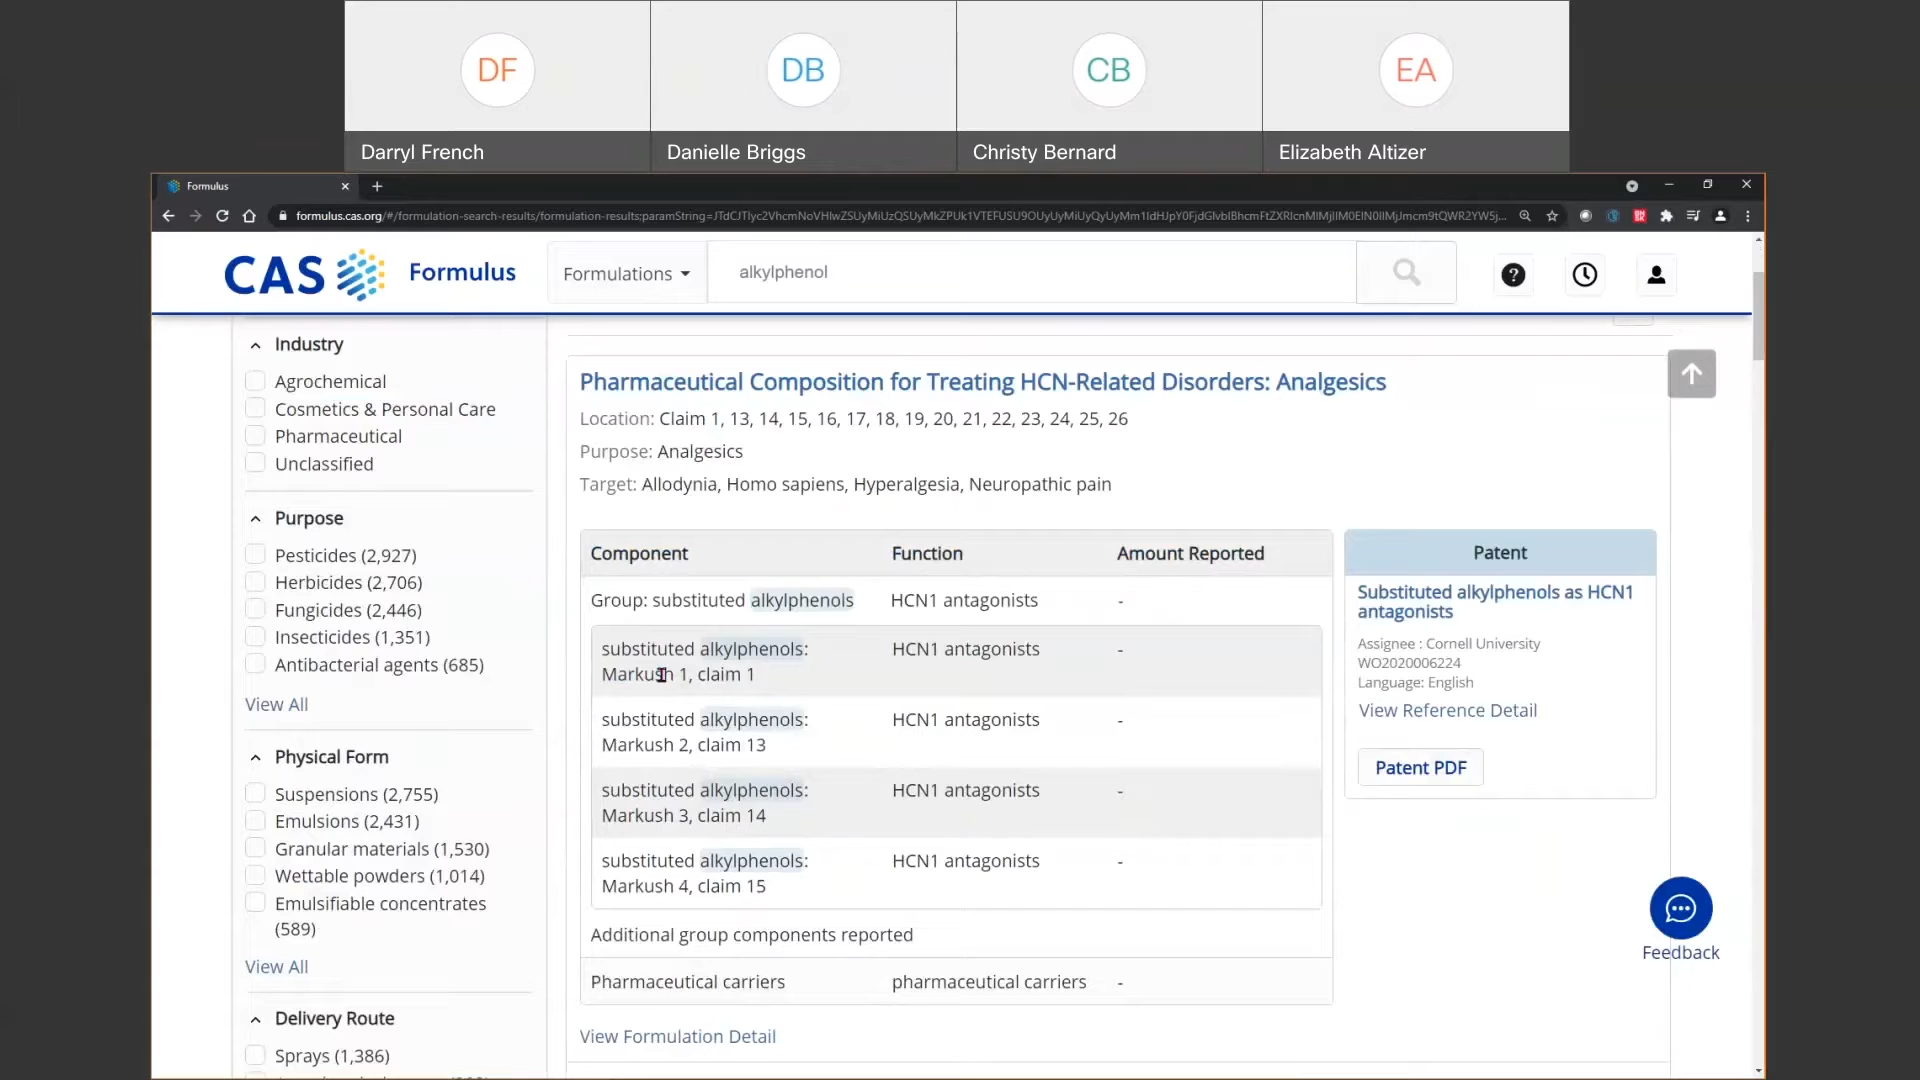 DF
DB
CB
EA
Darryl French
Danielle Briggs
Christy Bernard
Elizabeth Altizer
Formulus
CAS
Formulus
Formulations
alkylphenol
Industry
Agrochemical
Cosmetics & Personal Care
Pharmaceutical
Unclassified
Purpose
Pesticides (2,927)
Herbicides (2,706)
Fungicides (2,446)
Insecticides (1,351)
Antibacterial agents (685)
View All
Physical Form
Suspensions (2,755)
Emulsions (2,431)
Granular materials (1,530)
Wettable powders (1,014)
Emulsifiable concentrates
(589)
View All
Delivery Route
Sprays (1,386)
Pharmaceutical Composition for Treating HCN-Related Disorders: Analgesics
Location: Claim 1, 13, 14, 15, 16, 17, 18, 19, 20, 21, 22, 23, 24, 25, 26
Purpose: Analgesics
Target: Allodynia, Homo sapiens, Hyperalgesia, Neuropathic pain
Component Function Amount Reported
Group: substituted alkylphenols HCN1 antagonists -
substituted alkylphenols: HCN1 antagonists -
Markush 1, claim 1
substituted alkylphenols: HCN1 antagonists -
Markush 2, claim 13
substituted alkylphenols: HCN1 antagonists -
Markush 3, claim 14
substituted alkylphenols: HCN1 antagonists -
Markush 4, claim 15
Additional group components reported
Pharmaceutical carriers pharmaceutical carriers -
View Formulation Detail
Patent
Substituted alkylphenols as HCN1
antagonists
Assignee : Cornell University
WO2020006224
Language: English
View Reference Detail
Patent PDF
Feedback